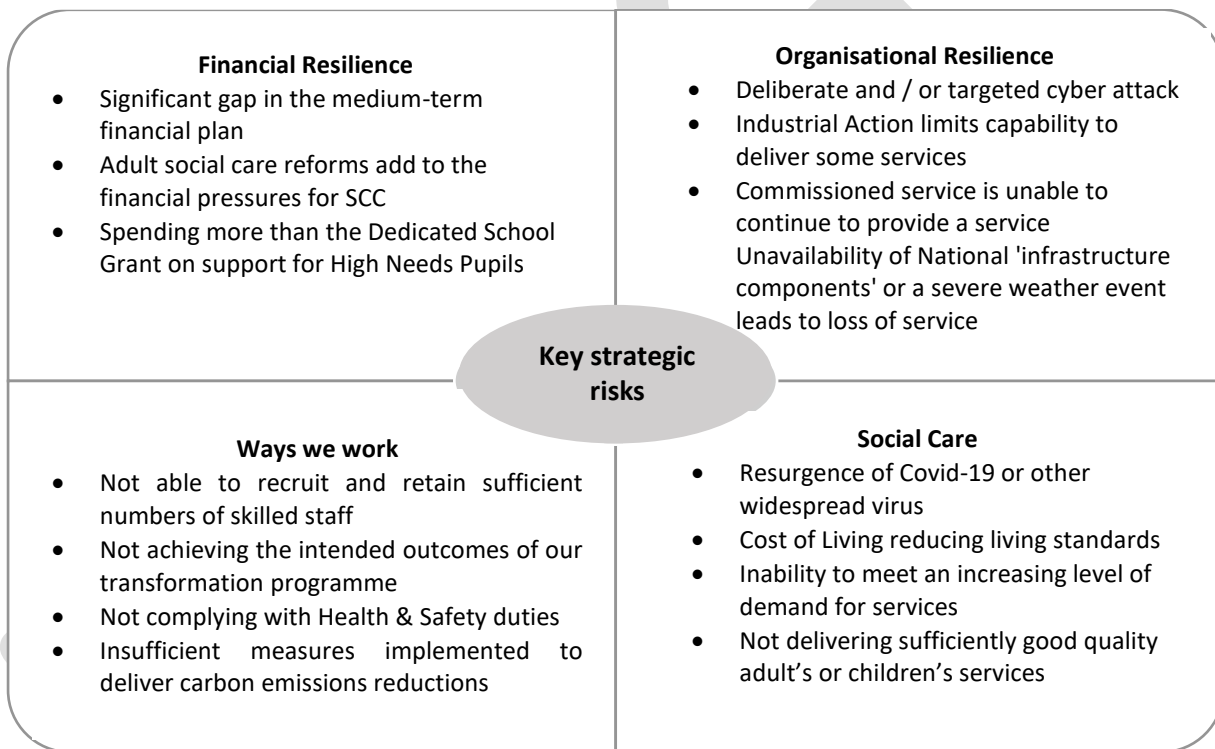 Financial Resilience
• Significant gap in the medium-term
financial plan
• Adult social care reforms add to the
financial pressures for SCC
• Spending more than the Dedicated School
Grant on support for High Needs Pupils
Organisational Resilience
• Deliberate and / or targeted cyber attack
• Industrial Action limits capability to
deliver some services
• Commissioned service is unable to
continue to provide a service
Unavailability of National 'infrastructure
components' or a severe weather event
leads to loss of service
Key strategic
risks
Ways we work
• Not able to recruit and retain sufficient
numbers of skilled staff
• Not achieving the intended outcomes of our
transformation programme
• Not complying with Health & Safety duties
• Insufficient measures implemented to
deliver carbon emissions reductions
Social Care
• Resurgence of Covid-19 or other
widespread virus
• Cost of Living reducing living standards
• Inability to meet an increasing level of
demand for services
• Not delivering sufficiently good quality
adult’s or children’s services